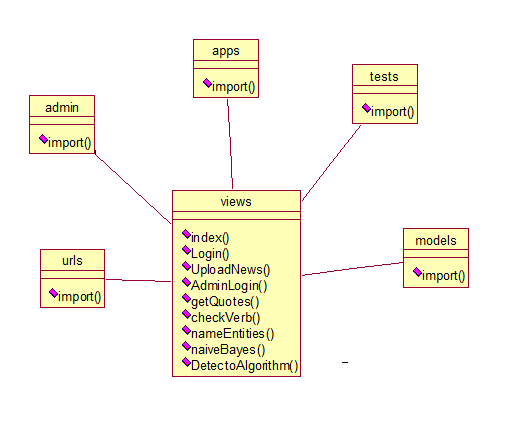 apps
import()
tests
import()
admin
import()
views
index()
Login()
UploadNews()
AdminLogin()
getQuotes()
checkVerb()
nameEntities()
naiveBayes()
DetectoAlgorithm()
models
import()
urls
import()